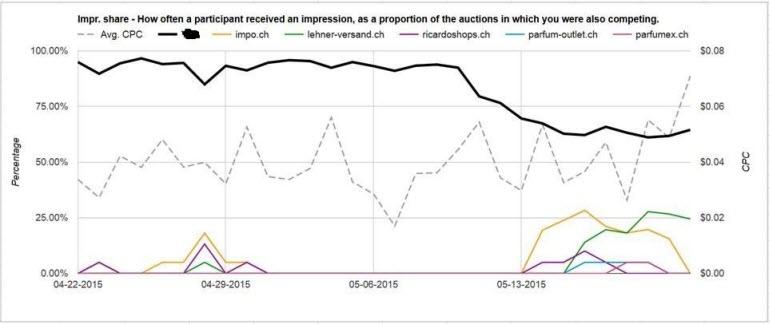 Impr. share - How often a participant received an impression, as a proportion of the auctions in which you were also competing.
Avg. CPC impo.ch lehner-versand.ch ricardoshops.ch parfum-outlet.ch parfumex.ch
100.00% $0.08
75.00% $0.06
Percentage
50.00% $0.04
CPC
25.00% $0.02
0.00% $0.00
04-22-2015 04-29-2015 05-06-2015 05-13-2015